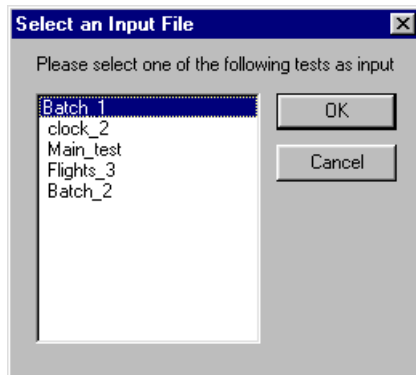 Select an Input File
Please select one of the following tests as input
Batch_1
clock_2
Main_test
Flights_3
Batch_2
OK
Cancel